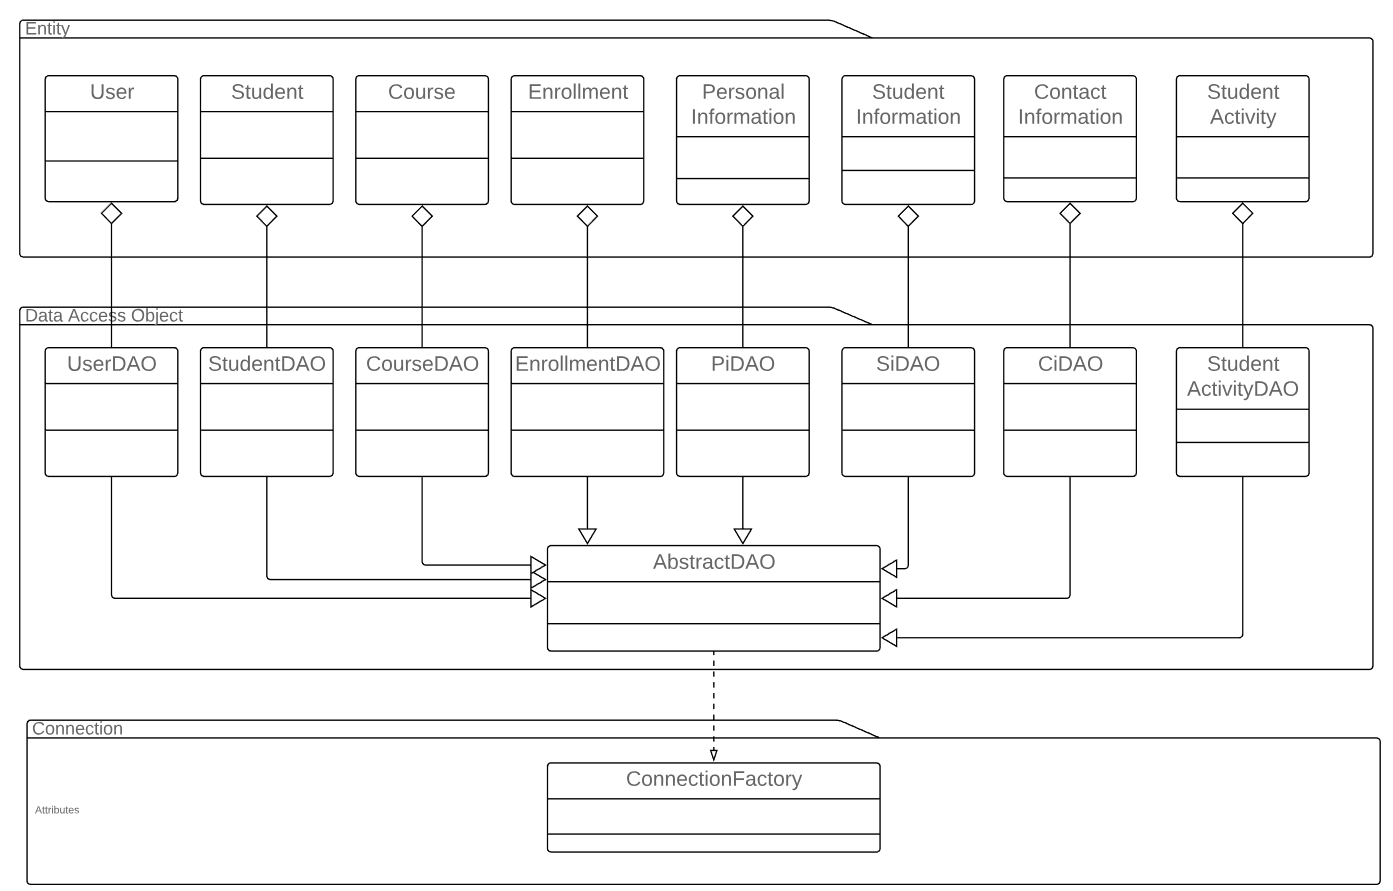 Entity
User
Student
Course
Enrollment
Personal
Information
Student
Information
Contact
Information
Student
Activity
Data Access Object
UserDAO
StudentDAO
CourseDAO
EnrollmentDAO
PiDAO
SiDAO
CiDAO
Student
ActivityDAO
AbstractDAO
Connection
ConnectionFactory
Attributes